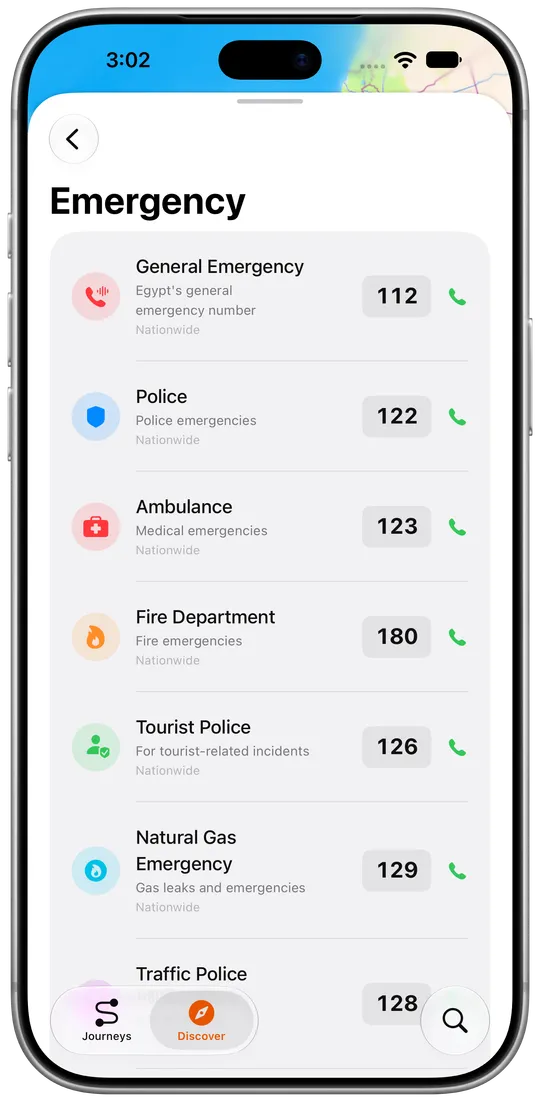 3:02
Emergency
General Emergency
Egypt's general
emergency number
Nationwide
112
Police
Police emergencies
Nationwide
122
Ambulance
Medical emergencies
Nationwide
123
Fire Department
Fire emergencies
Nationwide
180
Tourist Police
For tourist-related incidents
Nationwide
126
Natural Gas
Emergency
Gas leaks and emergencies
Nationwide
129
Traffic Police
128
Journeys
Discover